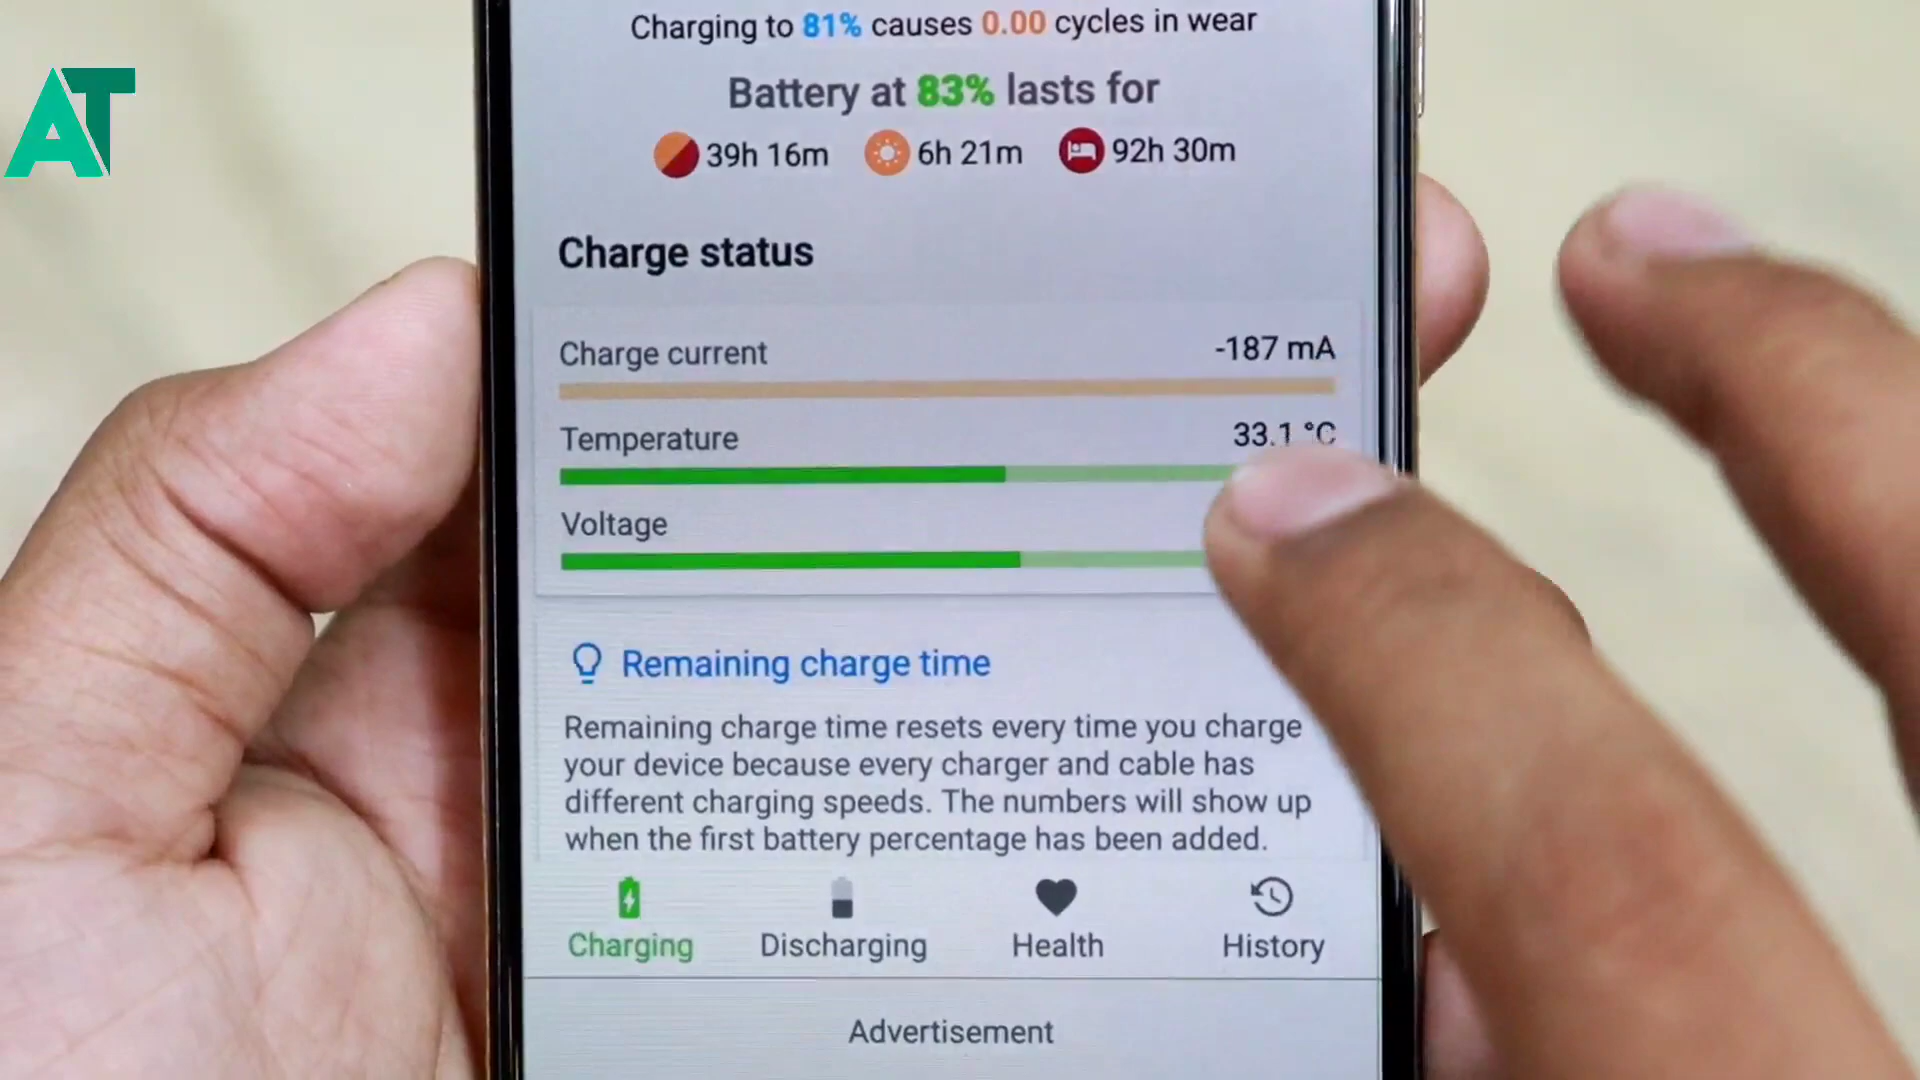 AT
Charging to 81% causes 0.00 cycles in wear
Battery at 83% lasts for
39h 16m 6h 21m 92h 30m
Charge status
Charge current -187 mA
Temperature 33.1 °C
Voltage
Remaining charge time
Remaining charge time resets every time you charge
your device because every charger and cable has
different charging speeds. The numbers will show up
when the first battery percentage has been added.
Charging Discharging Health History
Advertisement